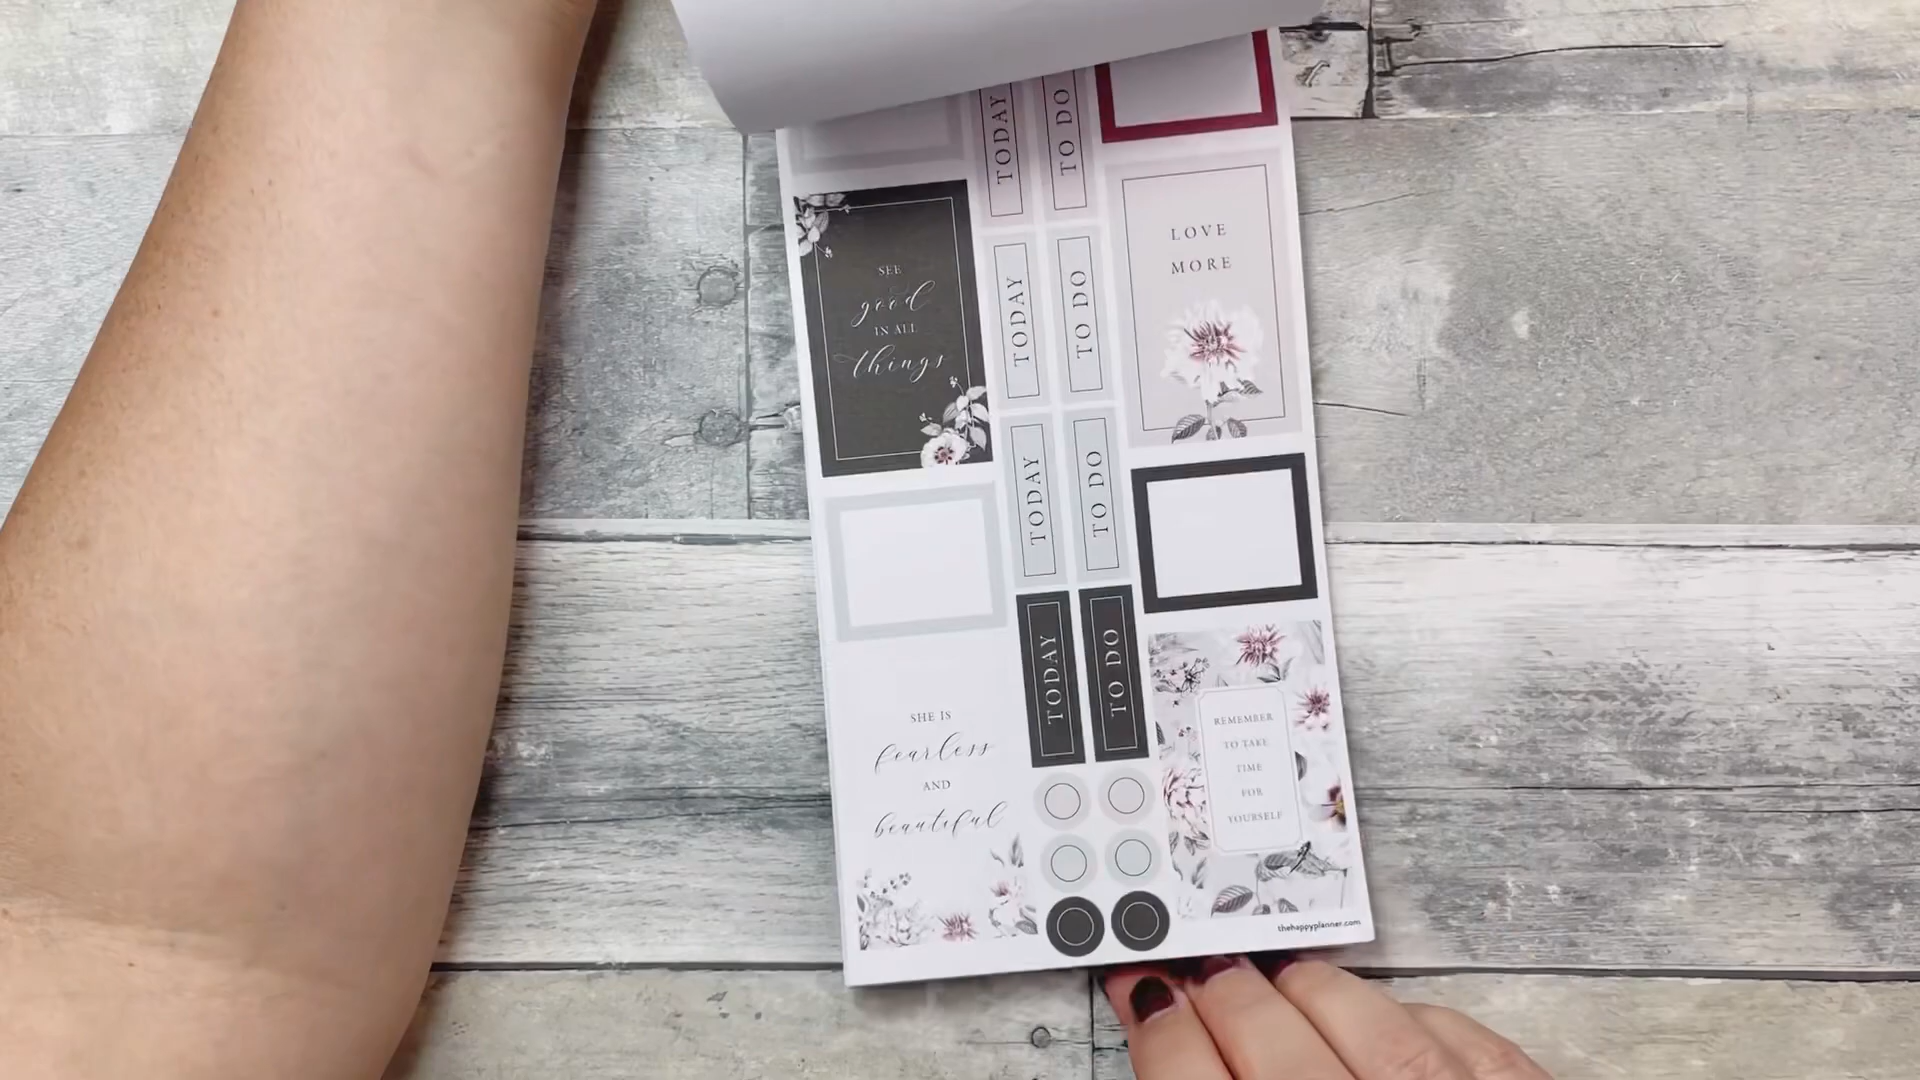 TODAY
TO DO
SEE
good
IN ALL
things
TODAY
TO DO
LOVE
MORE
TODAY
TO DO
SHE IS
fearless
AND
beautiful
TODAY
TO DO
REMEMBER
TO TAKE
TIME
FOR
YOURSELF
thehappyplanner.com